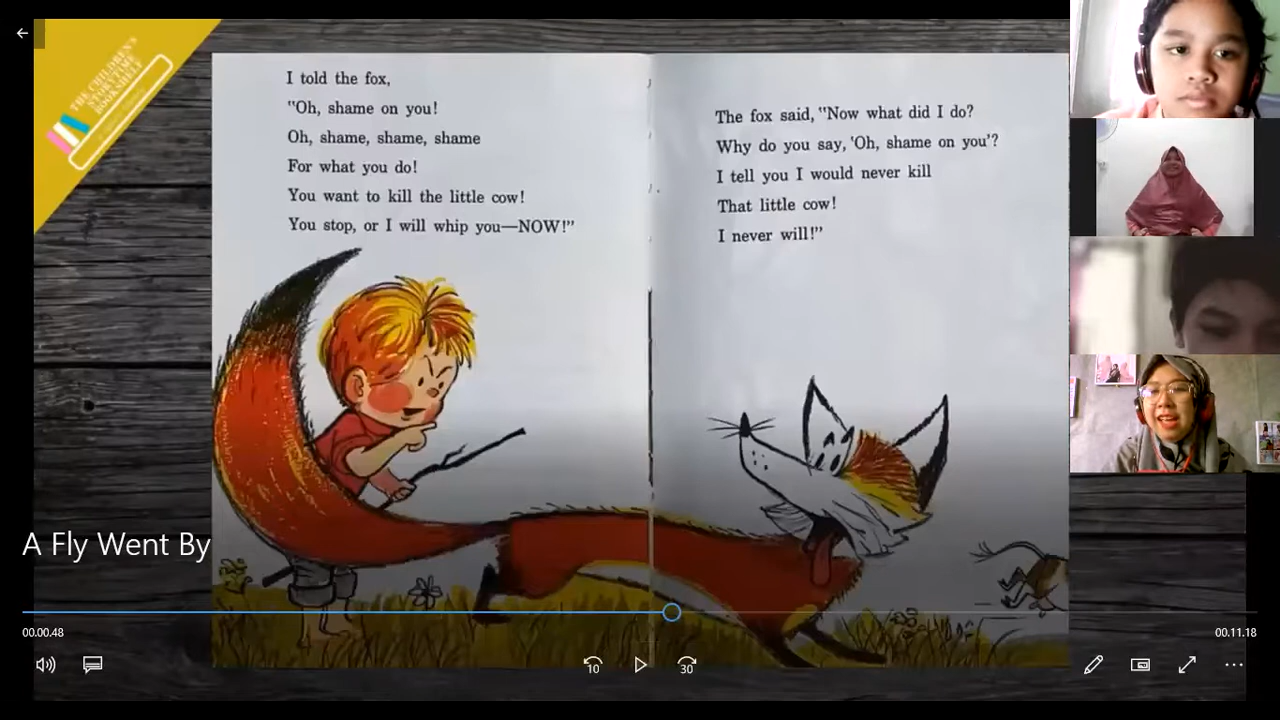 THE CHILDREN'S
STORYTIME
BOOKSHELF
I told the fox,
"Oh, shame on you!
Oh, shame, shame, shame
For what you do!
You want to kill the little cow!
You stop, or I will whip you—NOW!"
The fox said, "Now what did I do?
Why do you say, 'Oh, shame on you'?
I tell you I would never kill
That little cow!
I never will!"
A Fly Went By
00.00.48
00.11.18
10
30